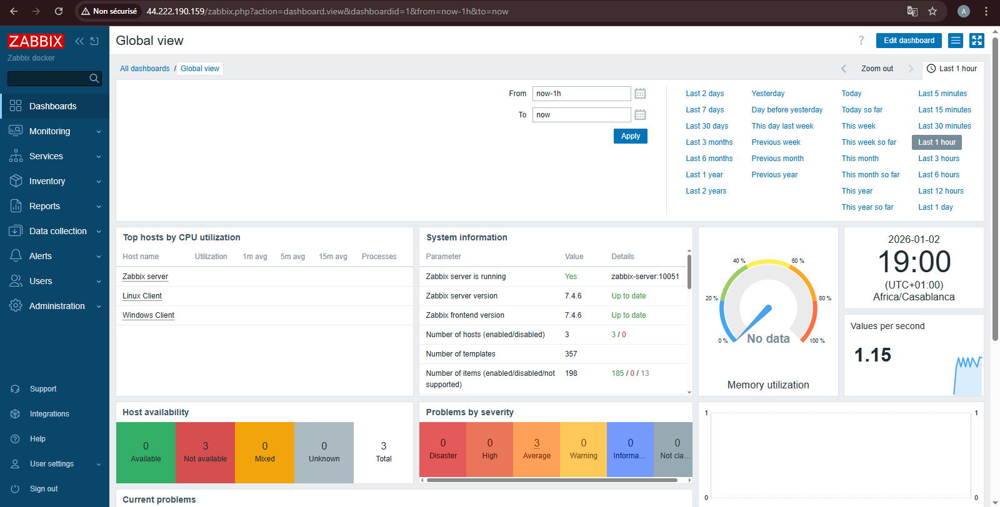 Non sécurisé
44.222.190.159/zabbix.php?action=dashboard.view&dashboardid=1&from=now-1h&to=now
A
ZABBIX
Zabbix docker
Dashboards
Monitoring
Services
Inventory
Reports
Data collection
Alerts
Users
Administration
Support
Integrations
Help
User settings
Sign out
Global view
?
Edit dashboard
All dashboards / Global view
Zoom out
Last 1 hour
From now-1h
To now
Apply
Last 2 days Yesterday Today Last 5 minutes
Last 7 days Day before yesterday Today so far Last 15 minutes
Last 30 days This day last week This week Last 30 minutes
Last 3 months Previous week This week so far Last 1 hour
Last 6 months Previous month This month Last 3 hours
Last 1 year Previous year This month so far Last 6 hours
Last 2 years This year Last 12 hours
This year so far Last 1 day
Top hosts by CPU utilization
Host name Utilization 1m avg 5m avg 15m avg Processes
Zabbix server
Linux Client
Windows Client
System information
Parameter Value Details
Zabbix server is running Yes zabbix-server:10051
Zabbix server version 7.4.6 Up to date
Zabbix frontend version 7.4.6 Up to date
Number of hosts (enabled/disabled) 3 3 / 0
Number of templates 357
Number of items (enabled/disabled/not supported) 198 185 / 0 / 13
0 %
20 %
40 %
60 %
80 %
100 %
No data
Memory utilization
2026-01-02
19:00
(UTC+01:00)
Africa/Casablanca
Values per second
1.15
Host availability
0 Available
3 Not available
0 Mixed
0 Unknown
3 Total
Problems by severity
0 Disaster
0 High
3 Average
0 Warning
0 Informa...
0 Not cla...
1 1
0 0
Current problems